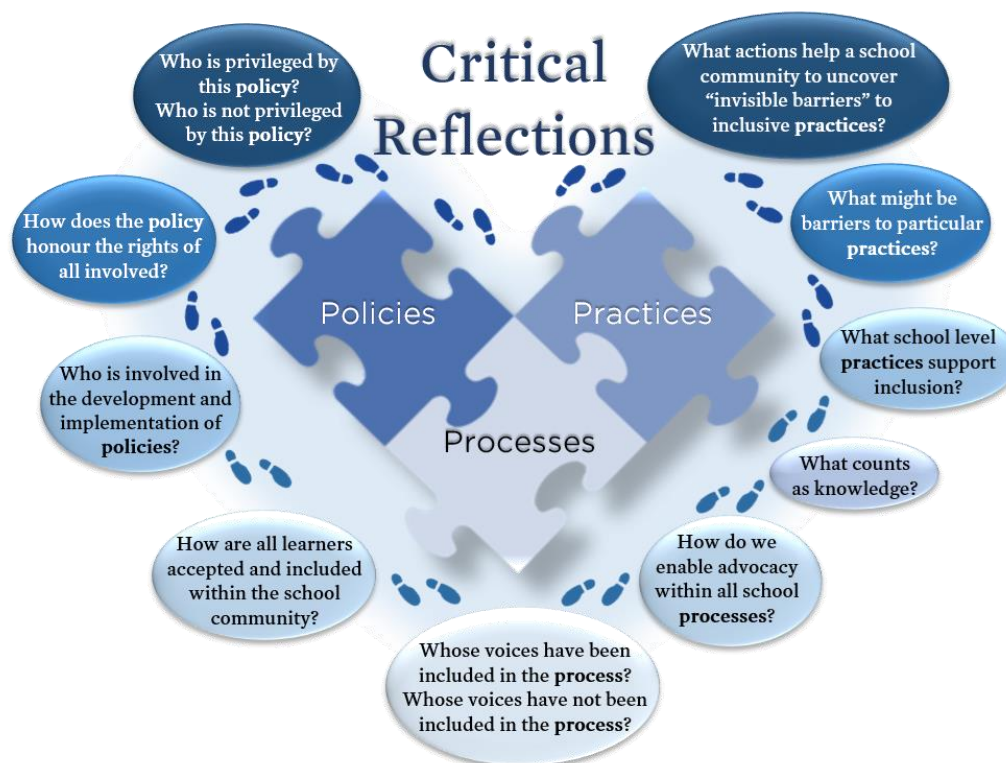 Critical
Reflections
Who is privileged by
this policy?
Who is not privileged
by this policy?
How does the policy
honour the rights of
all involved?
Who is involved in
the development and
implementation of
policies?
How are all learners
accepted and included
within the school
community?
Whose voices have been
included in the process?
Whose voices have not been
included in the process?
How do we
enable advocacy
within all school
processes?
What counts
as knowledge?
What school level
practices support
inclusion?
What might be
barriers to particular
practices?
What actions help a school
community to uncover
“invisible barriers” to
inclusive practices?
Policies
Practices
Processes